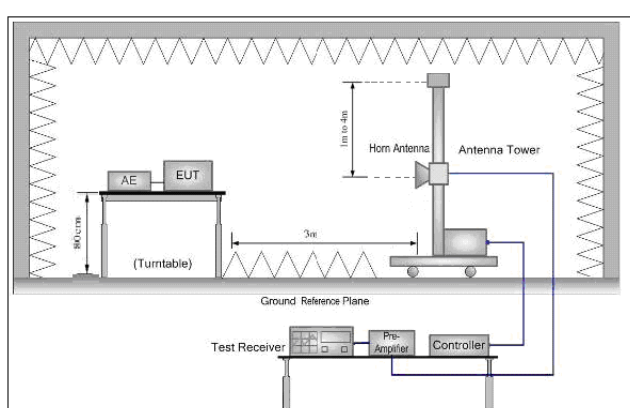 1m to 4m
Horn Antenna
Antenna Tower
AE
EUT
80cm
3m
(Turntable)
Ground Reference Plane
Test Receiver
Pre-
Amplifier
Controller